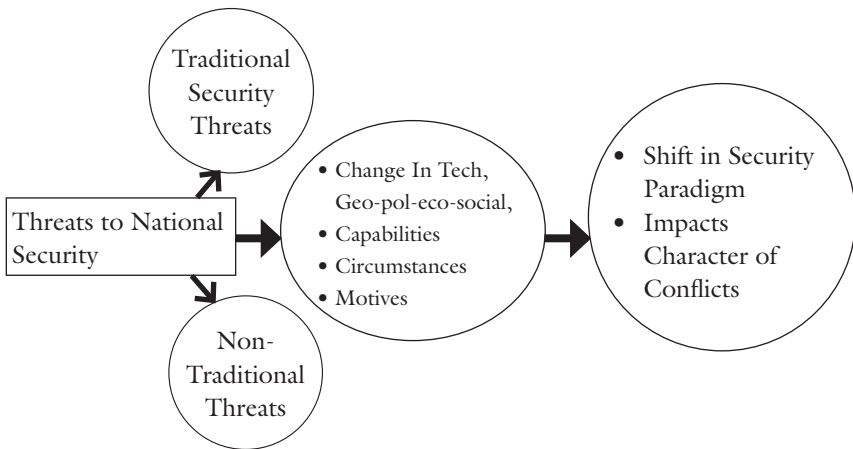 Traditional
Security
Threats
Threats to National
Security
Non-
Traditional
Threats
• Change In Tech,
Geo-pol-eco-social,
• Capabilities
• Circumstances
• Motives
• Shift in Security
Paradigm
• Impacts
Character of
Conflicts